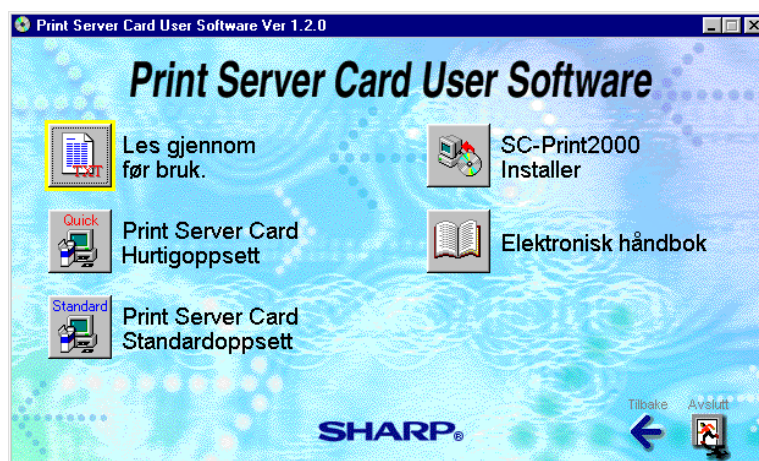 Print Server Card User Software Ver 1.2.0
Print Server Card User Software
TXT
Les gjennom
før bruk.
Quick
Print Server Card
Hurtigoppsett
Standard
Print Server Card
Standardoppsett
SC-Print2000
Installer
Elektronisk håndbok
SHARP®
Tilbake
Avslutt